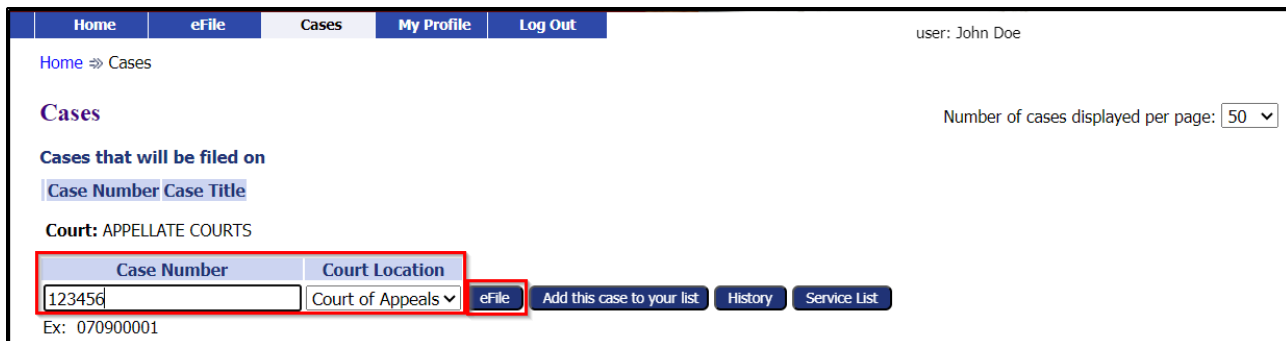 Home eFile Cases My Profile Log Out
user: John Doe
Home ⇒ Cases
Cases
Number of cases displayed per page: 50
Cases that will be filed on
Case Number Case Title
Court: APPELLATE COURTS
Case Number Court Location
123456 Court of Appeals eFile Add this case to your list History Service List
Ex: 070900001